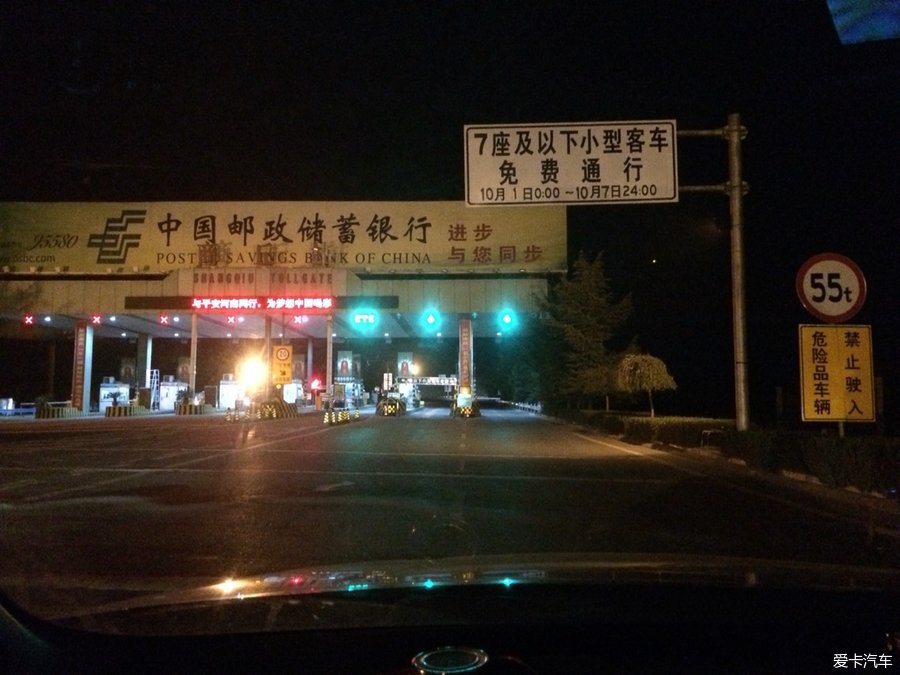 7座及以下小型客车
免费通行
10月1日0:00～10月7日24:00
95580
中国邮政储蓄银行
POSTAL SAVINGS BANK OF CHINA
进步
与您同步
SHANGQIU TOLLGATE
ETC
55t
禁止驶入
危险品车辆
20
爱卡汽车